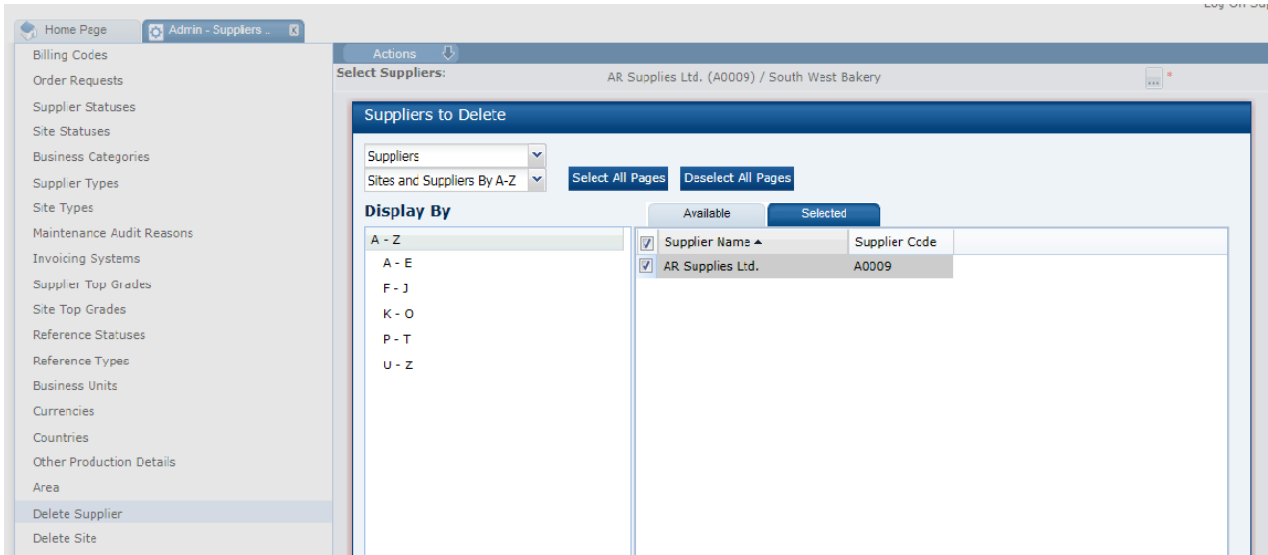 Home Page
Admin - Suppliers ..
Billing Codes
Order Requests
Supplier Statuses
Site Statuses
Business Categories
Supplier Types
Site Types
Maintenance Audit Reasons
Invoicing Systems
Supplier Top Grades
Site Top Grades
Reference Statuses
Reference Types
Business Units
Currencies
Countries
Other Production Details
Area
Delete Supplier
Delete Site
Actions
Select Suppliers:
AR Supplies Ltd. (A0009) / South West Bakery
... *
Suppliers to Delete
Suppliers
Sites and Suppliers By A-Z
Select All Pages
Deselect All Pages
Display By
A - Z
A - E
F - J
K - O
P - T
U - Z
Available
Selected
Supplier Name
Supplier Code
AR Supplies Ltd.
A0009